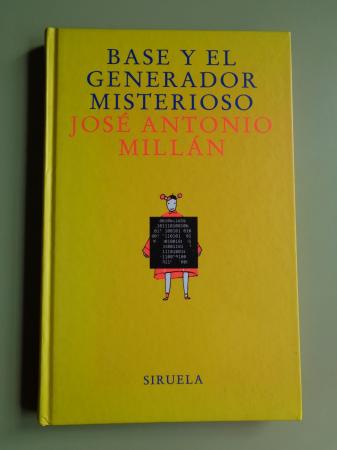 BASE Y EL
GENERADOR
MISTERIOSO
JOSÉ ANTONIO
MILLÁN
SIRUELA